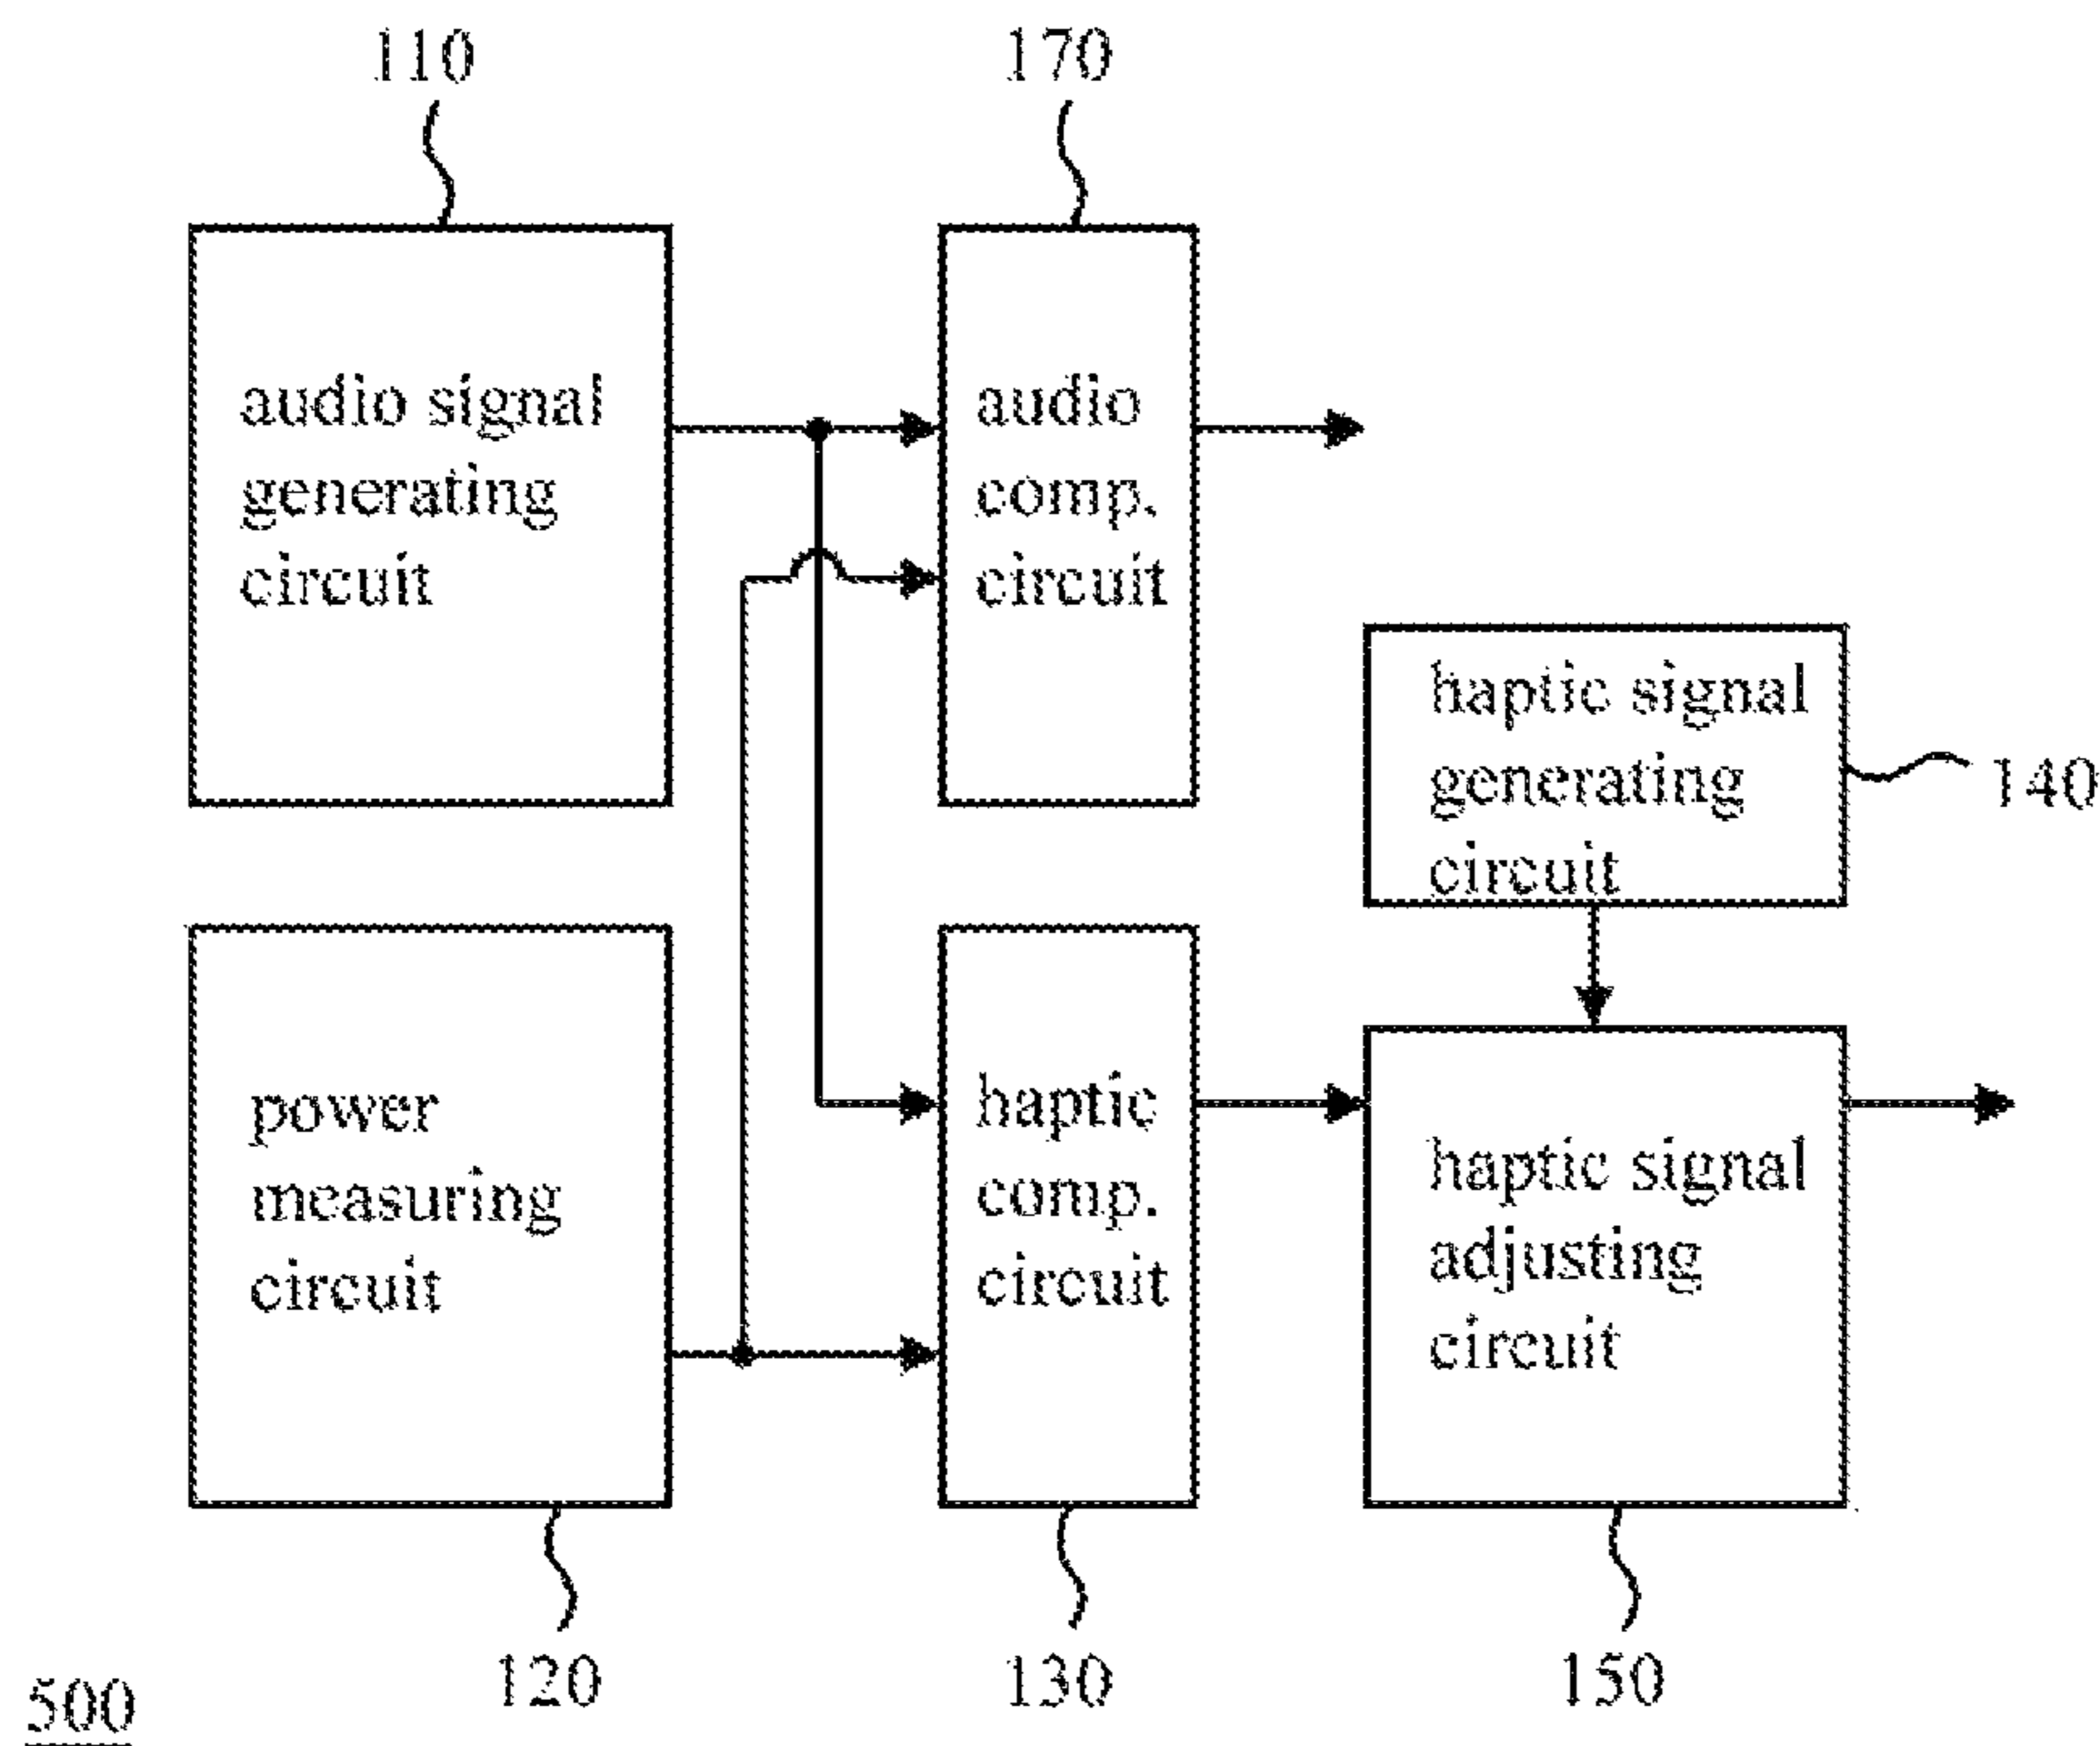 110
170
audio signal
generating
circuit
audio
comp.
circuit
haptic signal
generating
circuit
140
power
measuring
circuit
haptic
comp.
circuit
haptic signal
adjusting
circuit
120
130
150
500